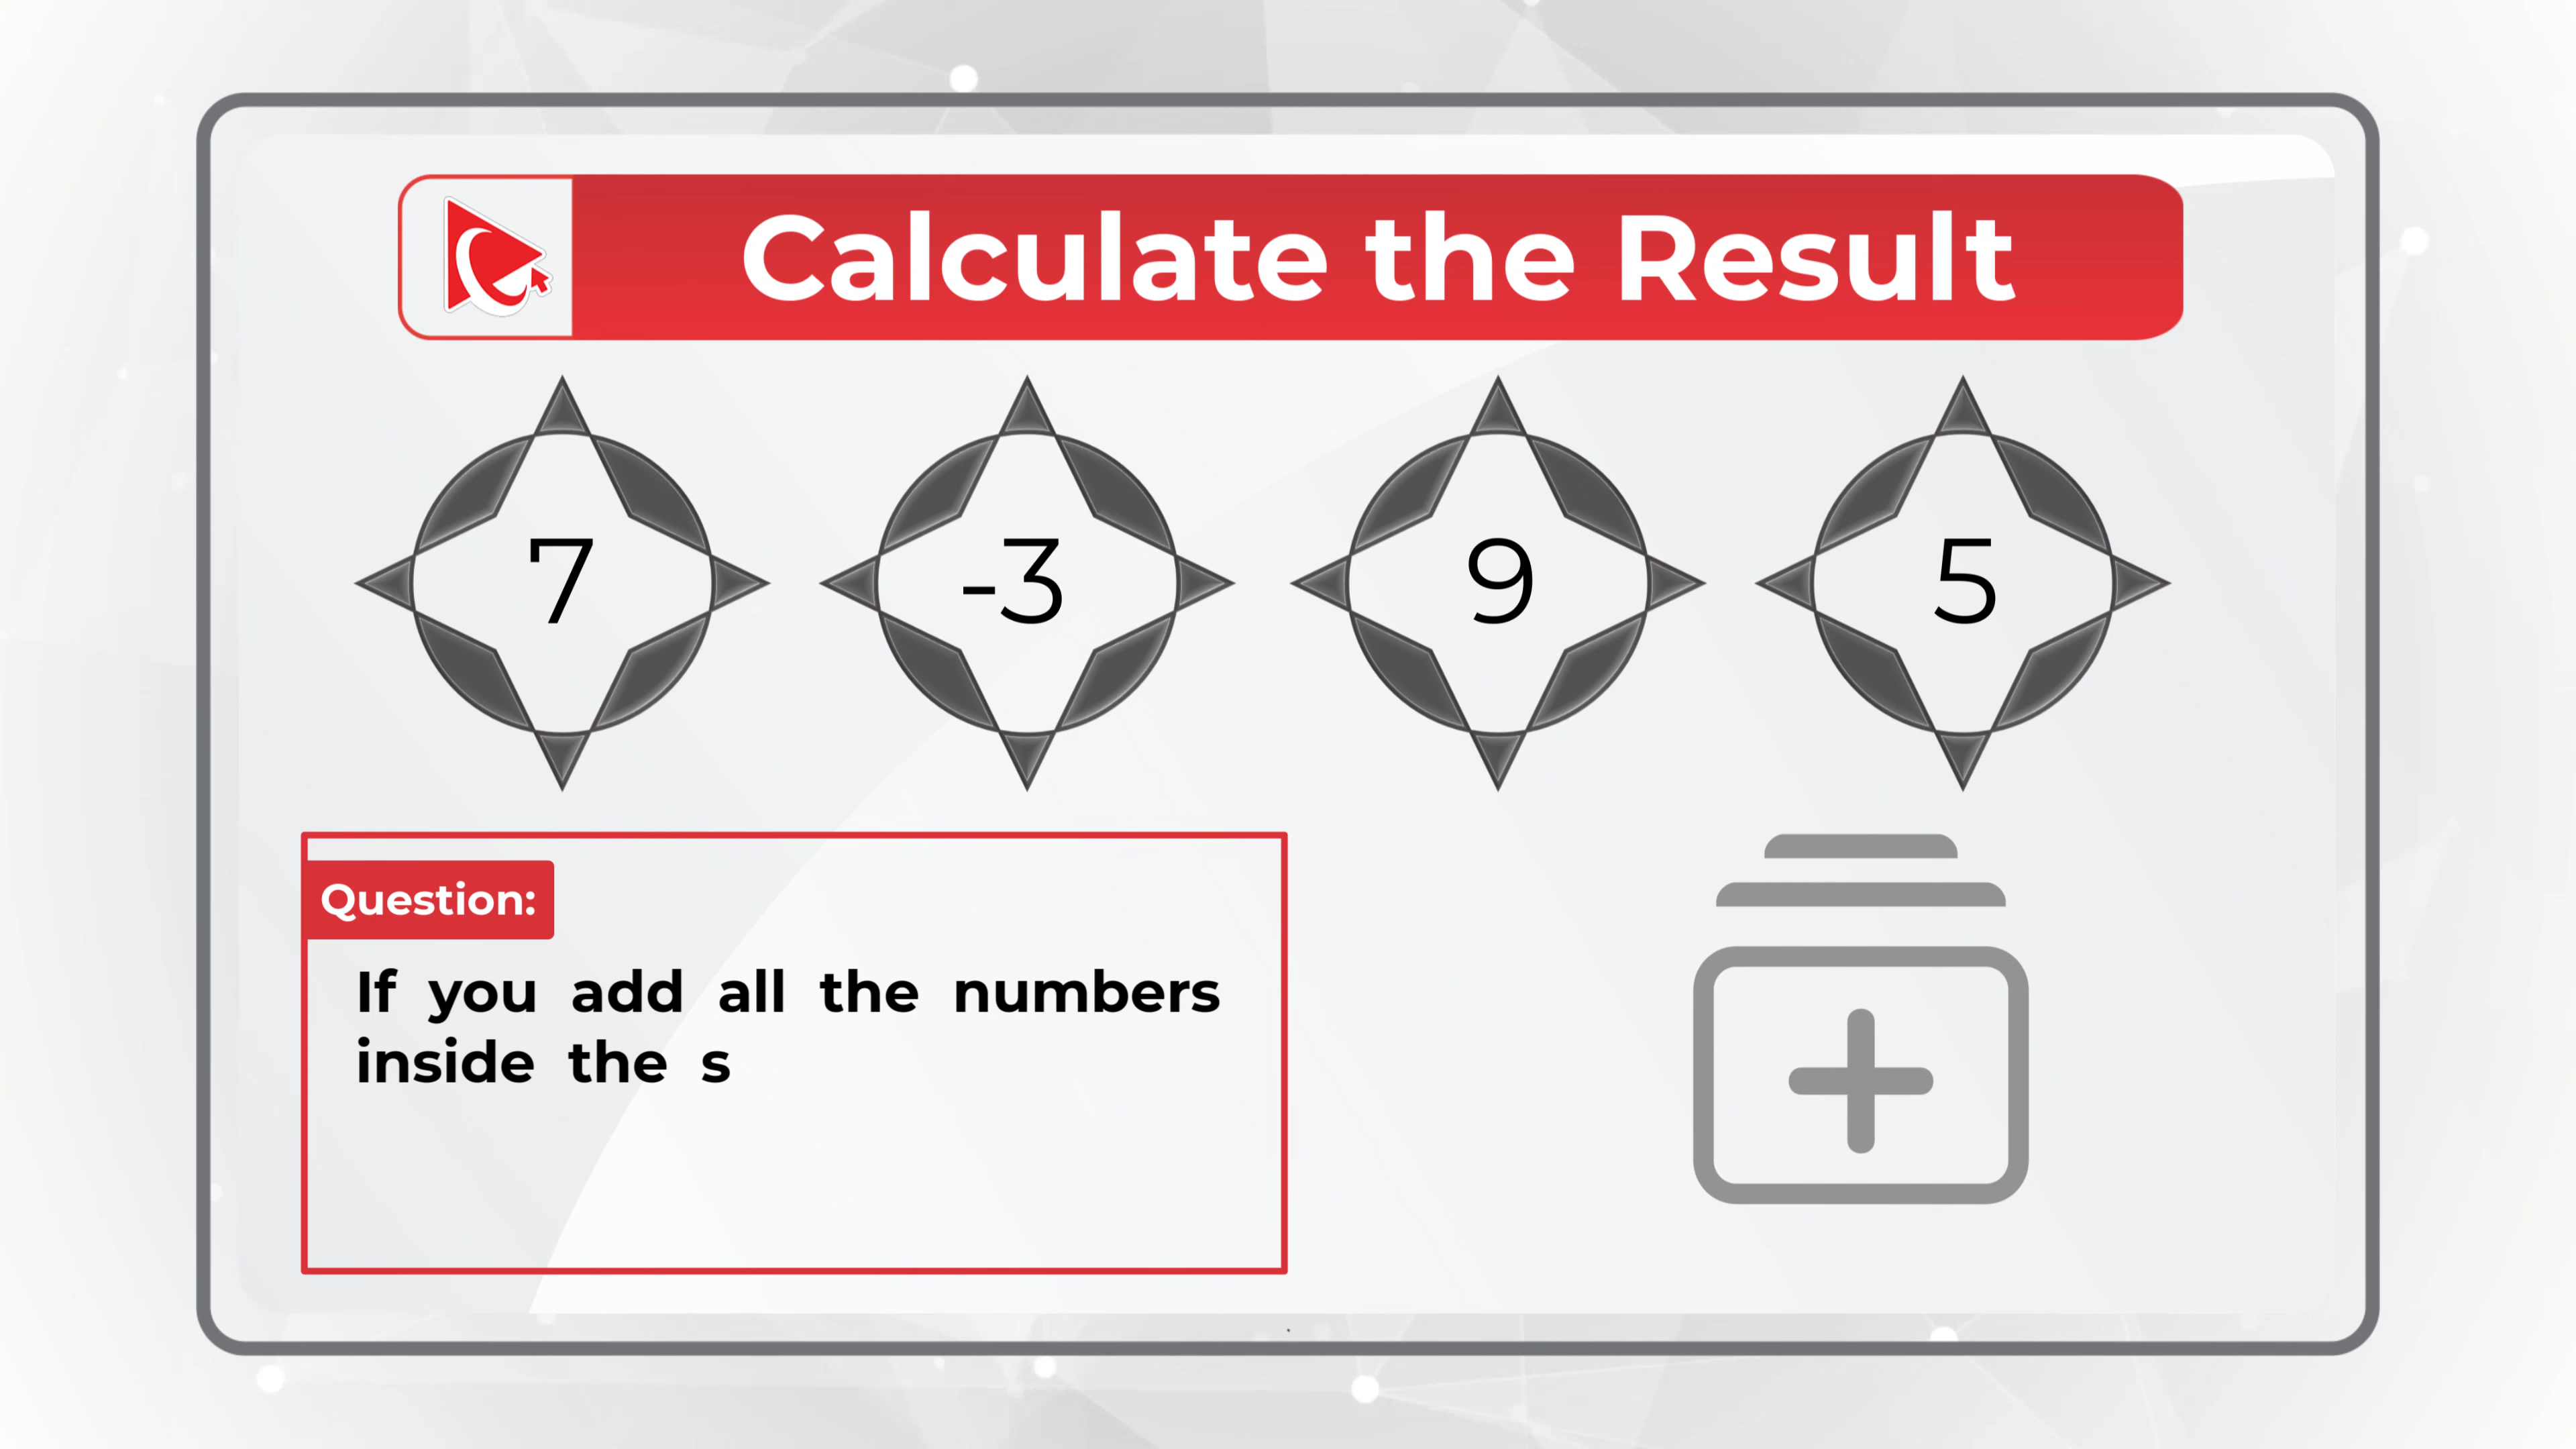 Calculate the Result
7
-3
9
5
Question:
If you add all the numbers
inside the s